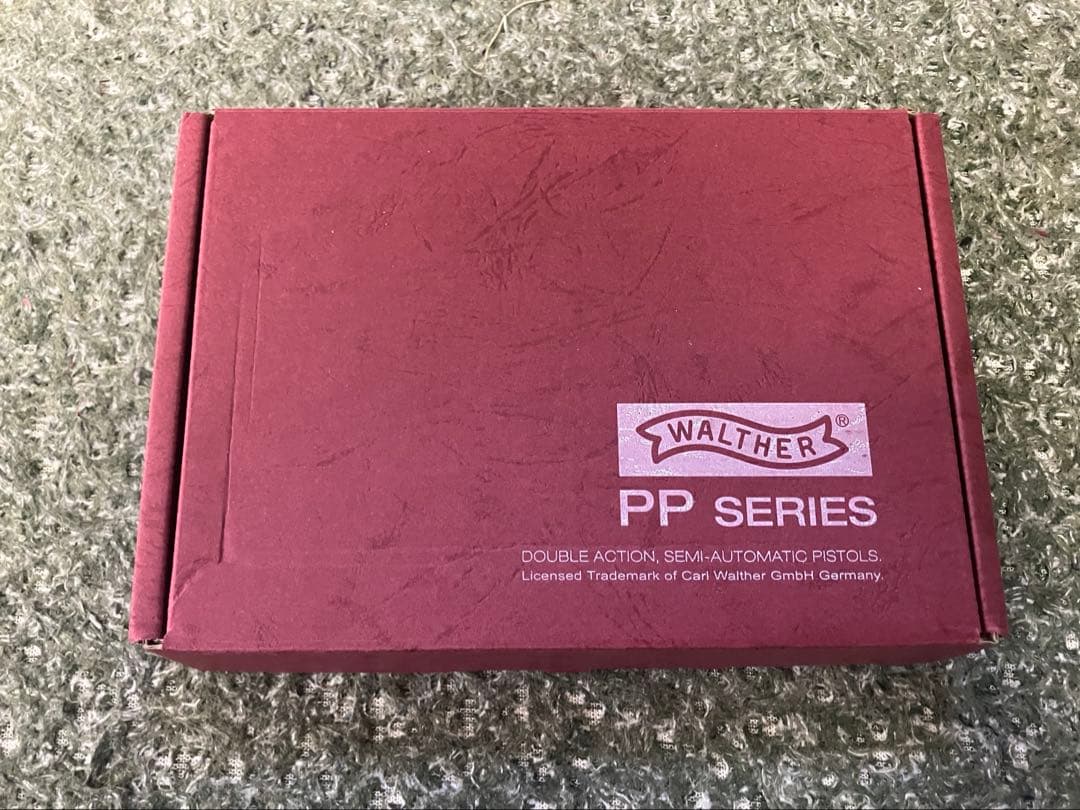 WALTHER®
PP SERIES
DOUBLE ACTION, SEMI-AUTOMATIC PISTOLS.
Licensed Trademark of Carl Walther GmbH Germany.